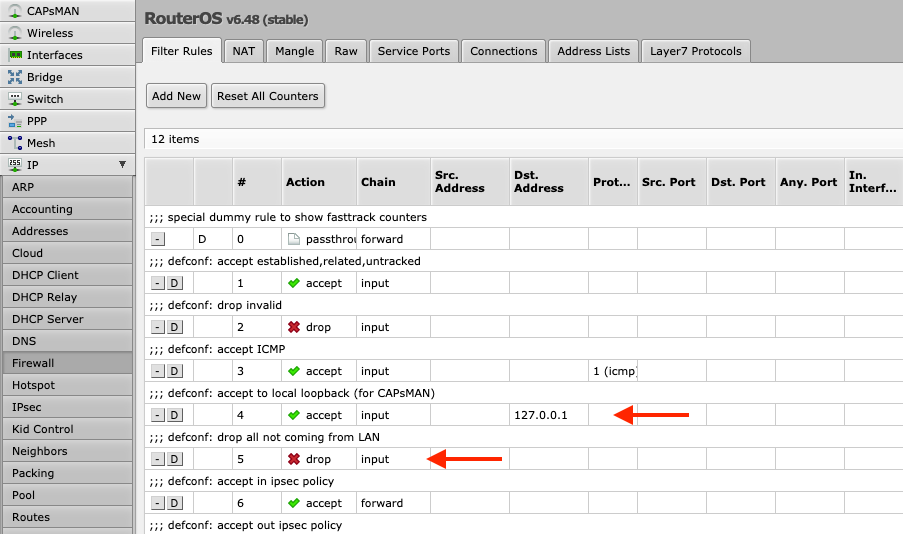 CAPsMAN
Wireless
Interfaces
Bridge
Switch
PPP
Mesh
IP
ARP
Accounting
Addresses
Cloud
DHCP Client
DHCP Relay
DHCP Server
DNS
Firewall
Hotspot
IPsec
Kid Control
Neighbors
Packing
Pool
Routes
RouterOS v6.48 (stable)
Filter Rules NAT Mangle Raw Service Ports Connections Address Lists Layer7 Protocols
Add New Reset All Counters
12 items
# Action Chain Src. Address Dst. Address Prot... Src. Port Dst. Port Any. Port In. Interf...
;;; special dummy rule to show fasttrack counters
- D 0 passthrou forward
;;; defconf: accept established,related,untracked
- D 1 accept input
;;; defconf: drop invalid
- D 2 drop input
;;; defconf: accept ICMP
- D 3 accept input 1 (icmp)
;;; defconf: accept to local loopback (for CAPsMAN)
- D 4 accept input 127.0.0.1
;;; defconf: drop all not coming from LAN
- D 5 drop input
;;; defconf: accept in ipsec policy
- D 6 accept forward
;;; defconf: accept out ipsec policy